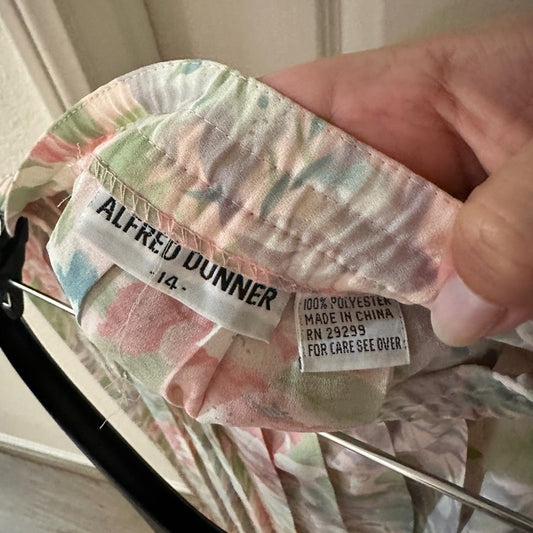 ALFRED DUNNER
-14-
100% POLYESTER
MADE IN CHINA
RN 29299
FOR CARE SEE OVER